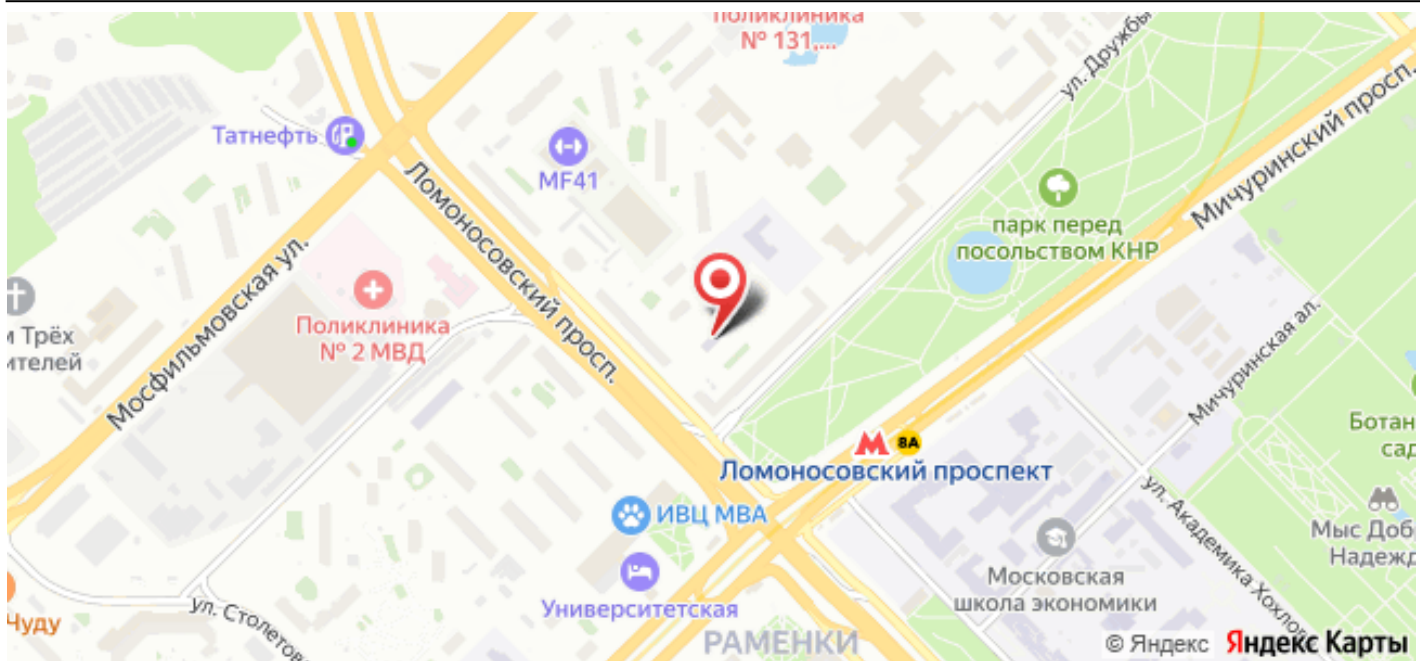 поликлиника
№ 131,...
ул. Дружбы
Мичуринский просп.
Татнефть
MF41
Ломоносовский просп.
парк перед
посольством КНР
Мосфильмовская ул.
Поликлиника
№ 2 МВД
м Трёх
ителей
Мичуринская ал.
Ботан
сад
М 8А
Ломоносовский проспект
ИВЦ МВА
ул. Академика Хохлова
Мыс Доб
Надежд
Московская
школа экономики
Университетская
Чуду
ул. Столетова
РАМЕНКИ
© Яндекс Яндекс Карты